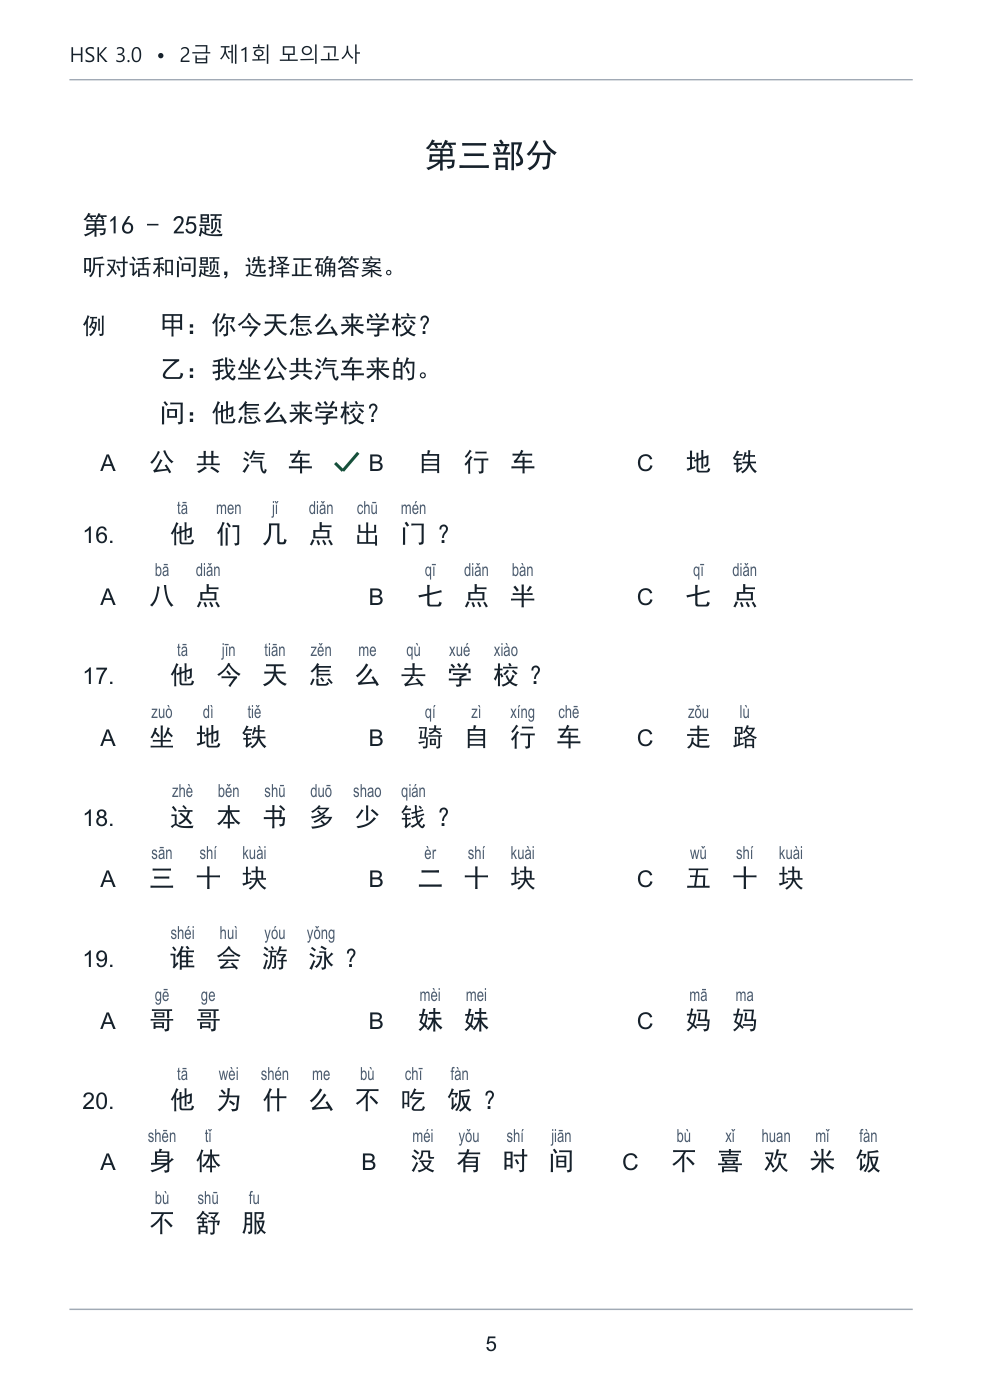 HSK 3.0 • 2급 제1회 모의고사
第三部分
第16 – 25题
听对话和问题，选择正确答案。
例 甲：你今天怎么来学校？
乙：我坐公共汽车来的。
问：他怎么来学校？
A 公共汽车 ✓ B 自行车 C 地铁
tā men jǐ diǎn chū mén
16. 他们几点出门？
bā diǎn qī diǎn bàn qī diǎn
A 八点 B 七点半 C 七点
tā jīn tiān zěn me qù xué xiào
17. 他今天怎么去学校？
zuò dì tiě qí zì xíng chē zǒu lù
A 坐地铁 B 骑自行车 C 走路
zhè běn shū duō shao qián
18. 这本书多少钱？
sān shí kuài èr shí kuài wǔ shí kuài
A 三十块 B 二十块 C 五十块
shéi huì yóu yǒng
19. 谁会游泳？
gē ge mèi mei mā ma
A 哥哥 B 妹妹 C 妈妈
tā wèi shén me bù chī fàn
20. 他为什么不吃饭？
shēn tǐ méi yǒu shí jiān bù xǐ huan mǐ fàn
A 身体 B 没有时间 C 不喜欢米饭
bù shū fu
不舒服
5